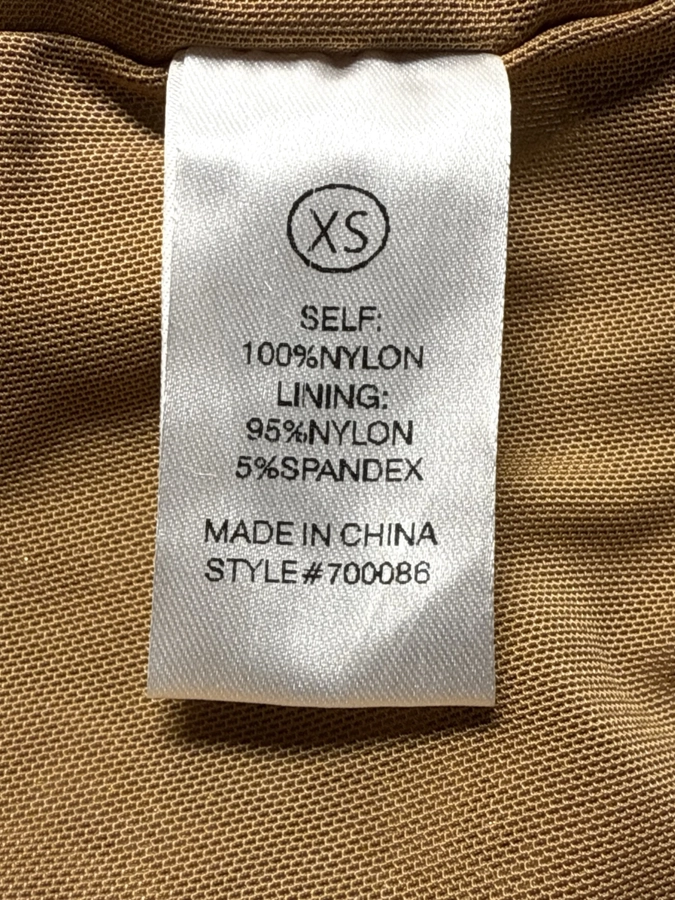 XS
SELF:
100%NYLON
LINING:
95%NYLON
5%SPANDEX
MADE IN CHINA
STYLE#700086